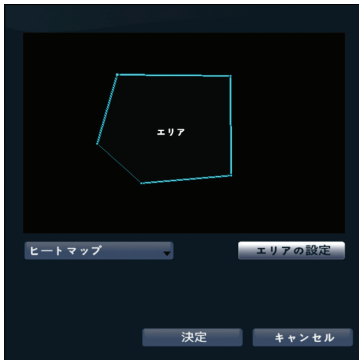 エリア
ヒートマップ
エリアの設定
決定
キャンセル